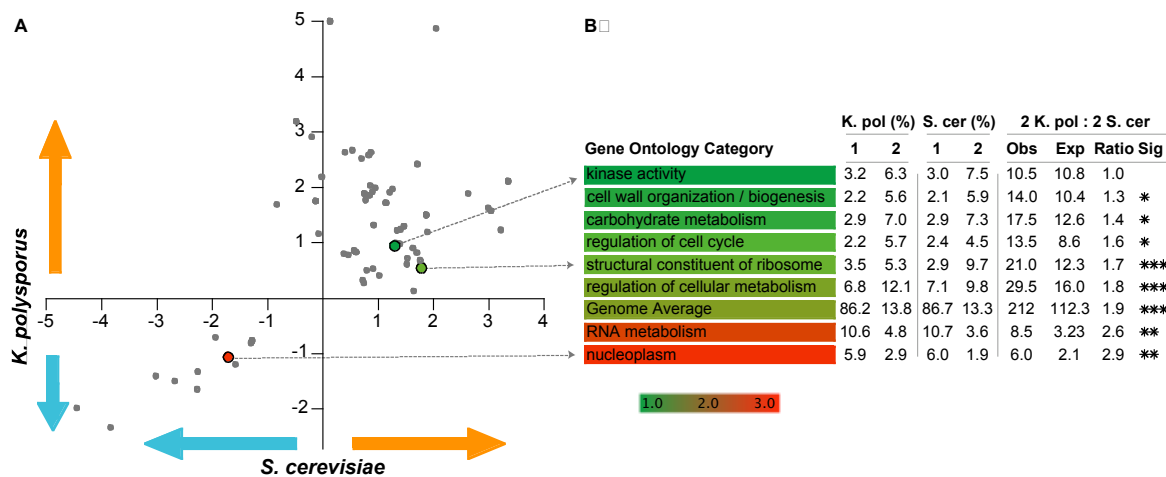 A
B
5
4
3
2
1
-5 -4 -3 -2 -1 1 2 3 4
-1
-2
K. polysporus
S. cerevisiae
K. pol (%) S. cer (%) 2 K. pol : 2 S. cer
Gene Ontology Category 1 2 1 2 Obs Exp Ratio Sig
kinase activity 3.2 6.3 3.0 7.5 10.5 10.8 1.0
cell wall organization / biogenesis 2.2 5.6 2.1 5.9 14.0 10.4 1.3 *
carbohydrate metabolism 2.9 7.0 2.9 7.3 17.5 12.6 1.4 *
regulation of cell cycle 2.2 5.7 2.4 4.5 13.5 8.6 1.6 *
structural constituent of ribosome 3.5 5.3 2.9 9.7 21.0 12.3 1.7 ***
regulation of cellular metabolism 6.8 12.1 7.1 9.8 29.5 16.0 1.8 ***
Genome Average 86.2 13.8 86.7 13.3 212 112.3 1.9 ***
RNA metabolism 10.6 4.8 10.7 3.6 8.5 3.23 2.6 **
nucleoplasm 5.9 2.9 6.0 1.9 6.0 2.1 2.9 **
1.0 2.0 3.0